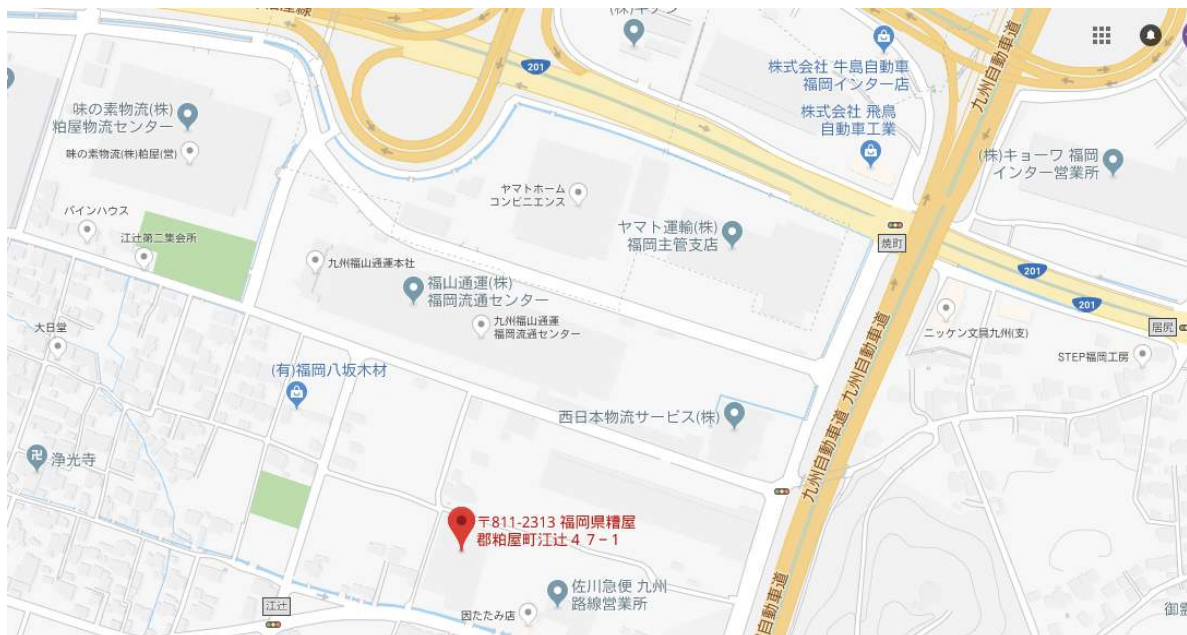 九州自動車道
201
株式会社 牛島自動車
福岡インター店
株式会社 飛鳥
自動車工業
味の素物流(株)
粕屋物流センター
味の素物流(株)粕屋(営)
(株)キョーワ 福岡
インター営業所
ヤマトホーム
コンビニエンス
パインハウス
江辻第二集会所
ヤマト運輸(株)
福岡主管支店
焼町
九州福山通運本社
福山通運(株)
福岡流通センター
201
201
九州福山通運
福岡流通センター
大日堂
ニッケン文具九州(支)
居尻
STEP福岡工房
(有)福岡八坂木材
九州自動車道
九州自動車道
西日本物流サービス(株)
浄光寺
〒811-2313 福岡県糟屋
郡粕屋町江辻４７−１
佐川急便 九州
路線営業所
江辻
因たたみ店
九州自動車道
御霊